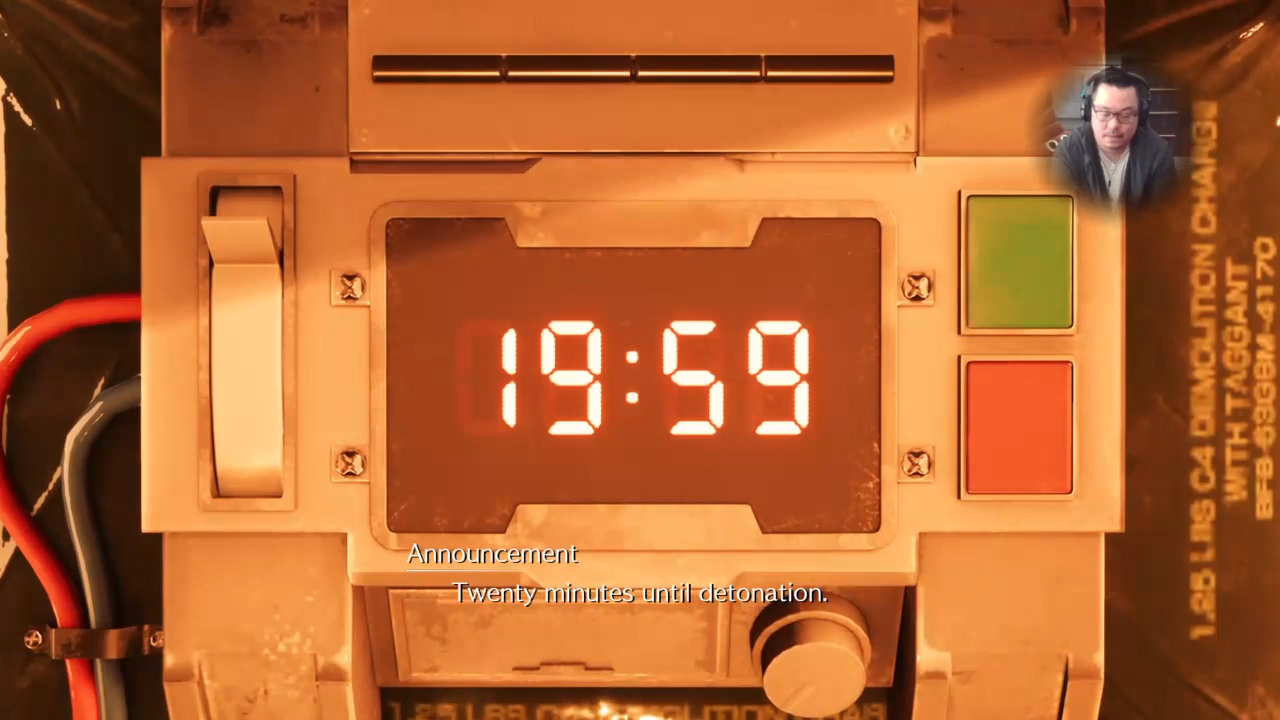 19:59
Announcement
Twenty minutes until detonation.
1.25 LBS C4 DEMOLITION CHARGE
WITH TAGGANT